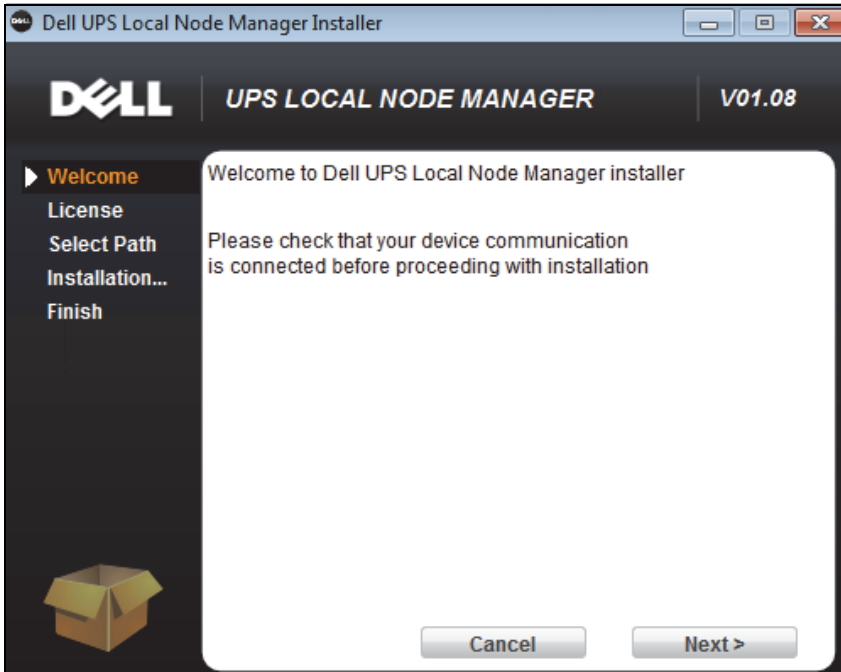 Dell UPS Local Node Manager Installer
DELL
UPS LOCAL NODE MANAGER
V01.08
Welcome
License
Select Path
Installation...
Finish
Welcome to Dell UPS Local Node Manager installer
Please check that your device communication
is connected before proceeding with installation
Cancel
Next >